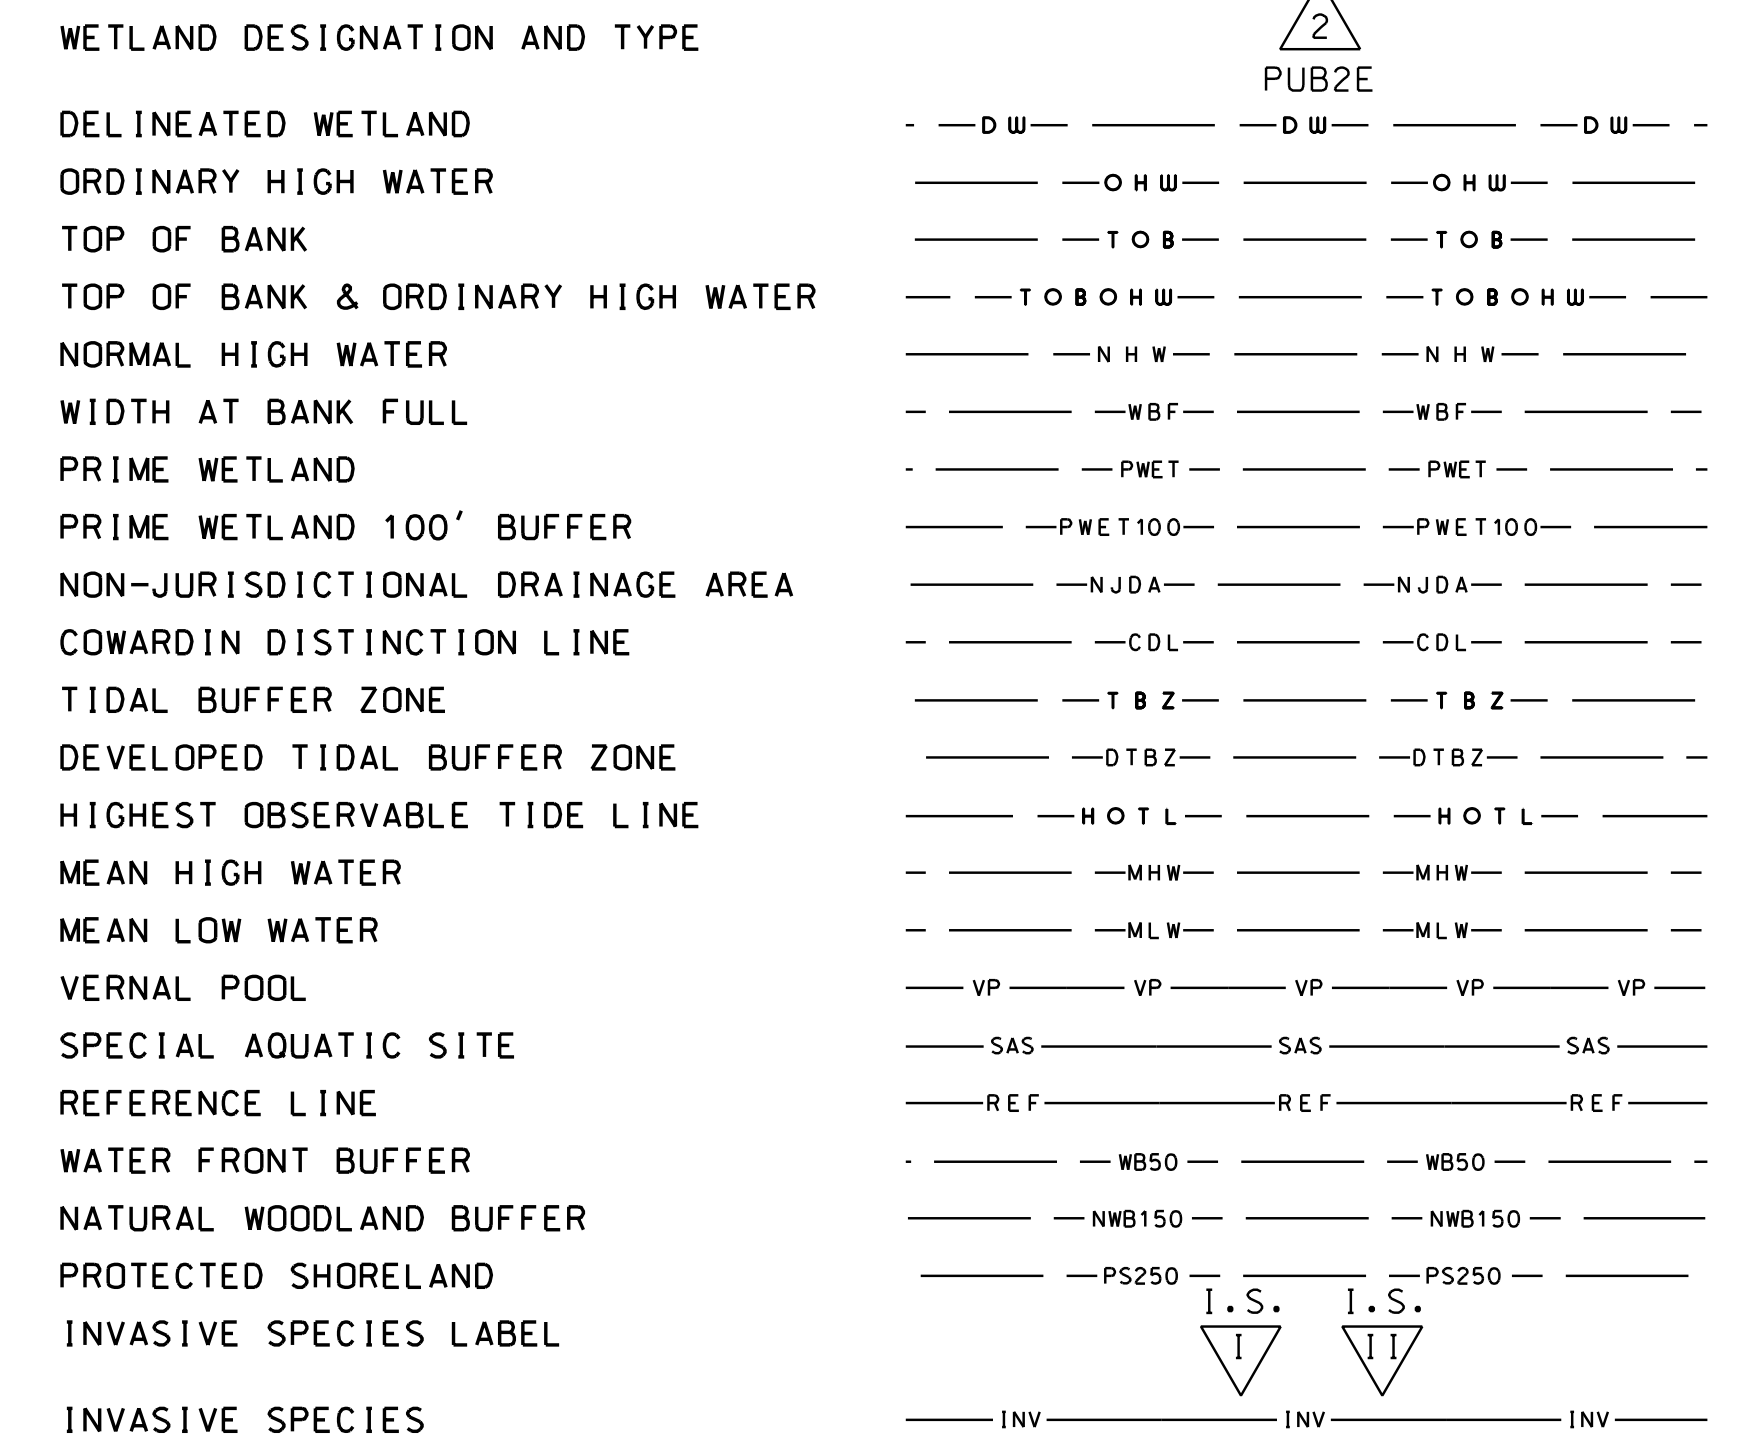 WETLAND DESIGNATION AND TYPE 2
PUB2E
DELINEATED WETLAND DW DW DW
ORDINARY HIGH WATER OHW OHW
TOP OF BANK TOB TOB
TOP OF BANK & ORDINARY HIGH WATER TOBOHW TOBOHW
NORMAL HIGH WATER NHW NHW
WIDTH AT BANK FULL WBF WBF
PRIME WETLAND PWET PWET
PRIME WETLAND 100' BUFFER PWET100 PWET100
NON-JURISDICTIONAL DRAINAGE AREA NJDA NJDA
COWARDIN DISTINCTION LINE CDL CDL
TIDAL BUFFER ZONE TBZ TBZ
DEVELOPED TIDAL BUFFER ZONE DTBZ DTBZ
HIGHEST OBSERVABLE TIDE LINE HOTL HOTL
MEAN HIGH WATER MHW MHW
MEAN LOW WATER MLW MLW
VERNAL POOL VP VP VP VP VP
SPECIAL AQUATIC SITE SAS SAS SAS
REFERENCE LINE REF REF REF
WATER FRONT BUFFER WB50 WB50
NATURAL WOODLAND BUFFER NWB150 NWB150
PROTECTED SHORELAND PS250 PS250
I.S. I.S.
INVASIVE SPECIES LABEL I II
INVASIVE SPECIES INV INV INV